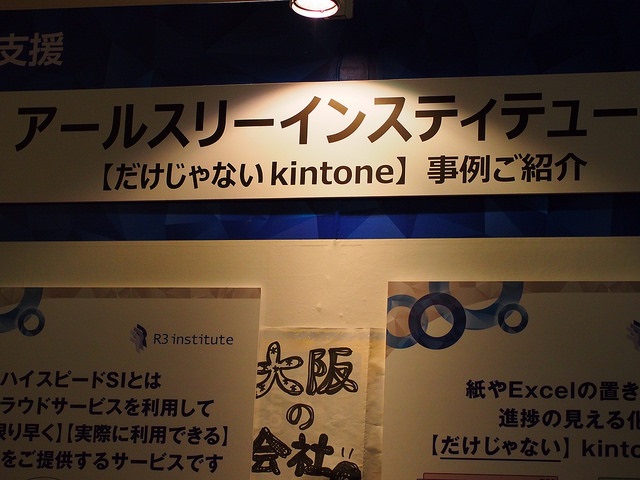 支援
アールスリーインスティテュー
【だけじゃないkintone】事例ご紹介
R3 institute
ハイスピードSIとは
ラウドサービスを利用して
限り早く】【実際に利用できる】
をご提供するサービスです
大阪
の
会社
紙やExcelの置き
進捗の見える化
【だけじゃない】kinto